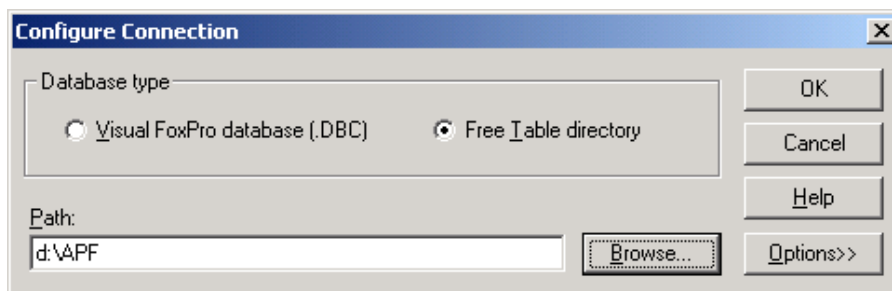 Configure Connection
Database type
Visual FoxPro database (.DBC)
Free Table directory
Path:
d:\APF
Browse...
OK
Cancel
Help
Options>>